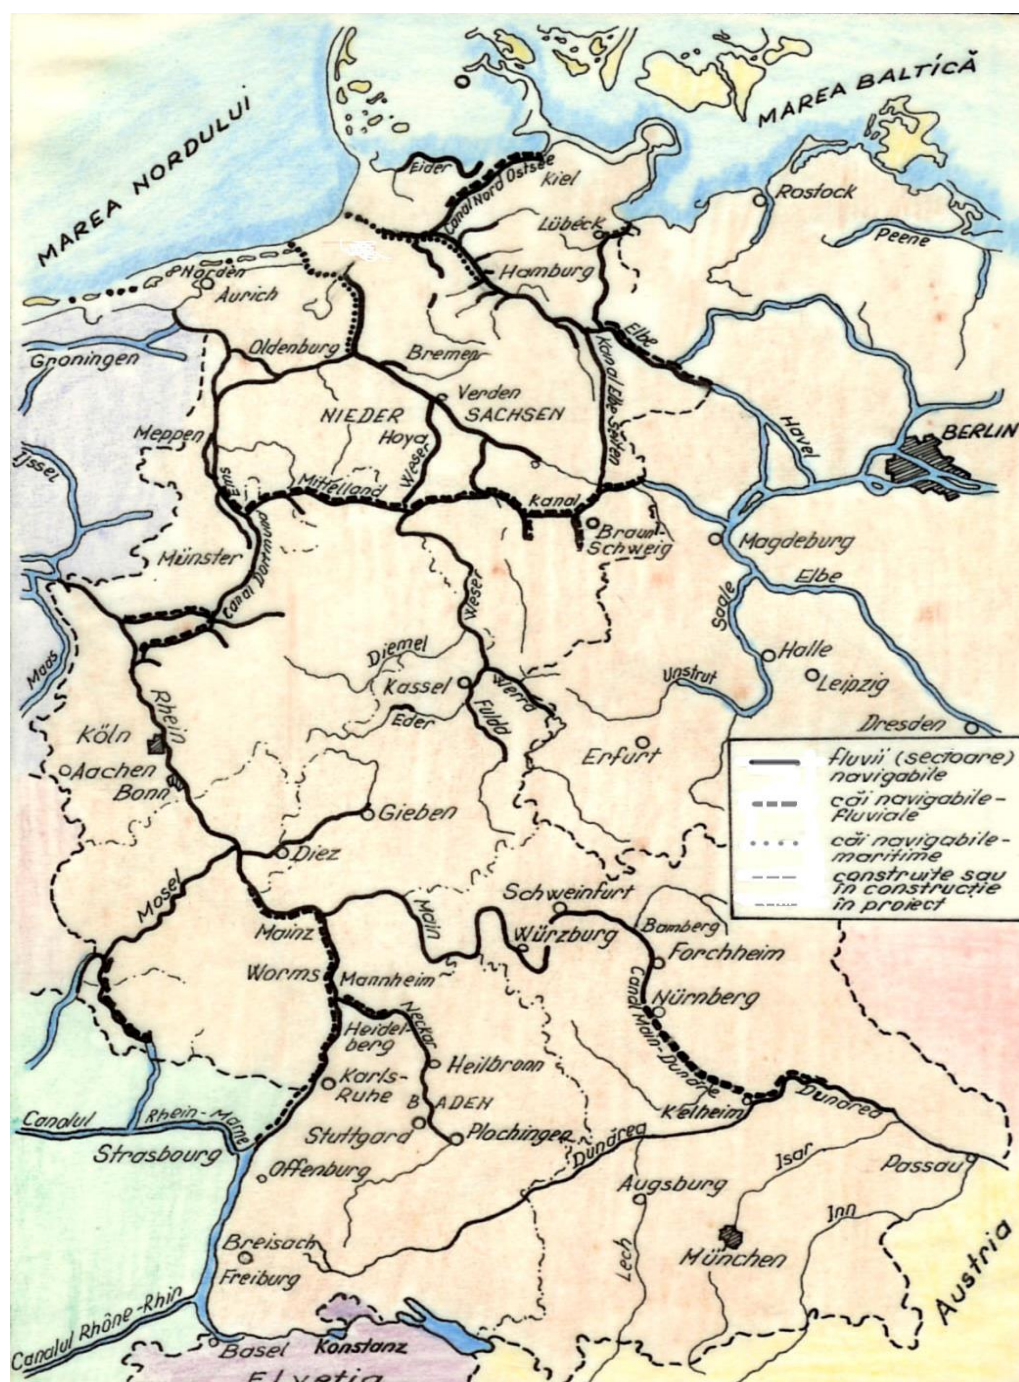 MAREA NORDULUI
MAREA BALTICĂ
Eider
Canal Nord Ostsee
Kiel
Rostock
Lübeck
Peene
Norden
Aurich
Hamburg
Groningen
Oldenburg
Bremen
Elbe
Kanal Elbe Seiten
Verden
NIEDER
SACHSEN
Meppen
Hoya
Weser
Havel
BERLIN
Ijssel
Ems
Mittelland
Kanal
Braun-
Schweig
Magdeburg
Münster
Canal Dortmund
Weser
Elbe
Saale
Maas
Diemel
Halle
Leipzig
Unstrut
Kassel
Werra
Eder
Fulda
Rhein
Köln
Erfurt
Dresden
Aachen
Bonn
Gieben
Diez
fluvii (sectoare)
navigabile
căi navigabile-
fluviale
căi navigabile-
maritime
construite sau
în constructie
în proiect
Mosel
Schweinfurt
Main
Mainz
Würzburg
Bamberg
Forchheim
Worms
Mannheim
Nürnberg
Canal Main-Dunăre
Neckar
Heidel-
berg
Heilbronn
Karls-
Ruhe
BADEN
Kelheim
Dunărea
Canalul
Rhein-Marne
Stuttgard
Plochingen
Dunărea
Strasbourg
Isar
Passau
Offenburg
Augsburg
Inn
Breisach
Freiburg
Lech
München
Austria
Canalul Rhône-Rhin
Basel
Konstanz
Elvetia